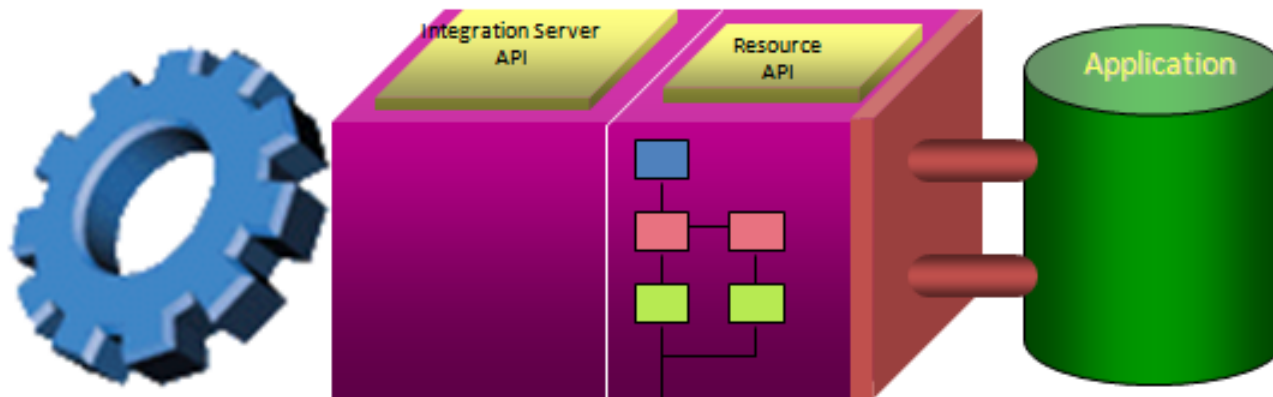 Integration Server
API
Resource
API
Application